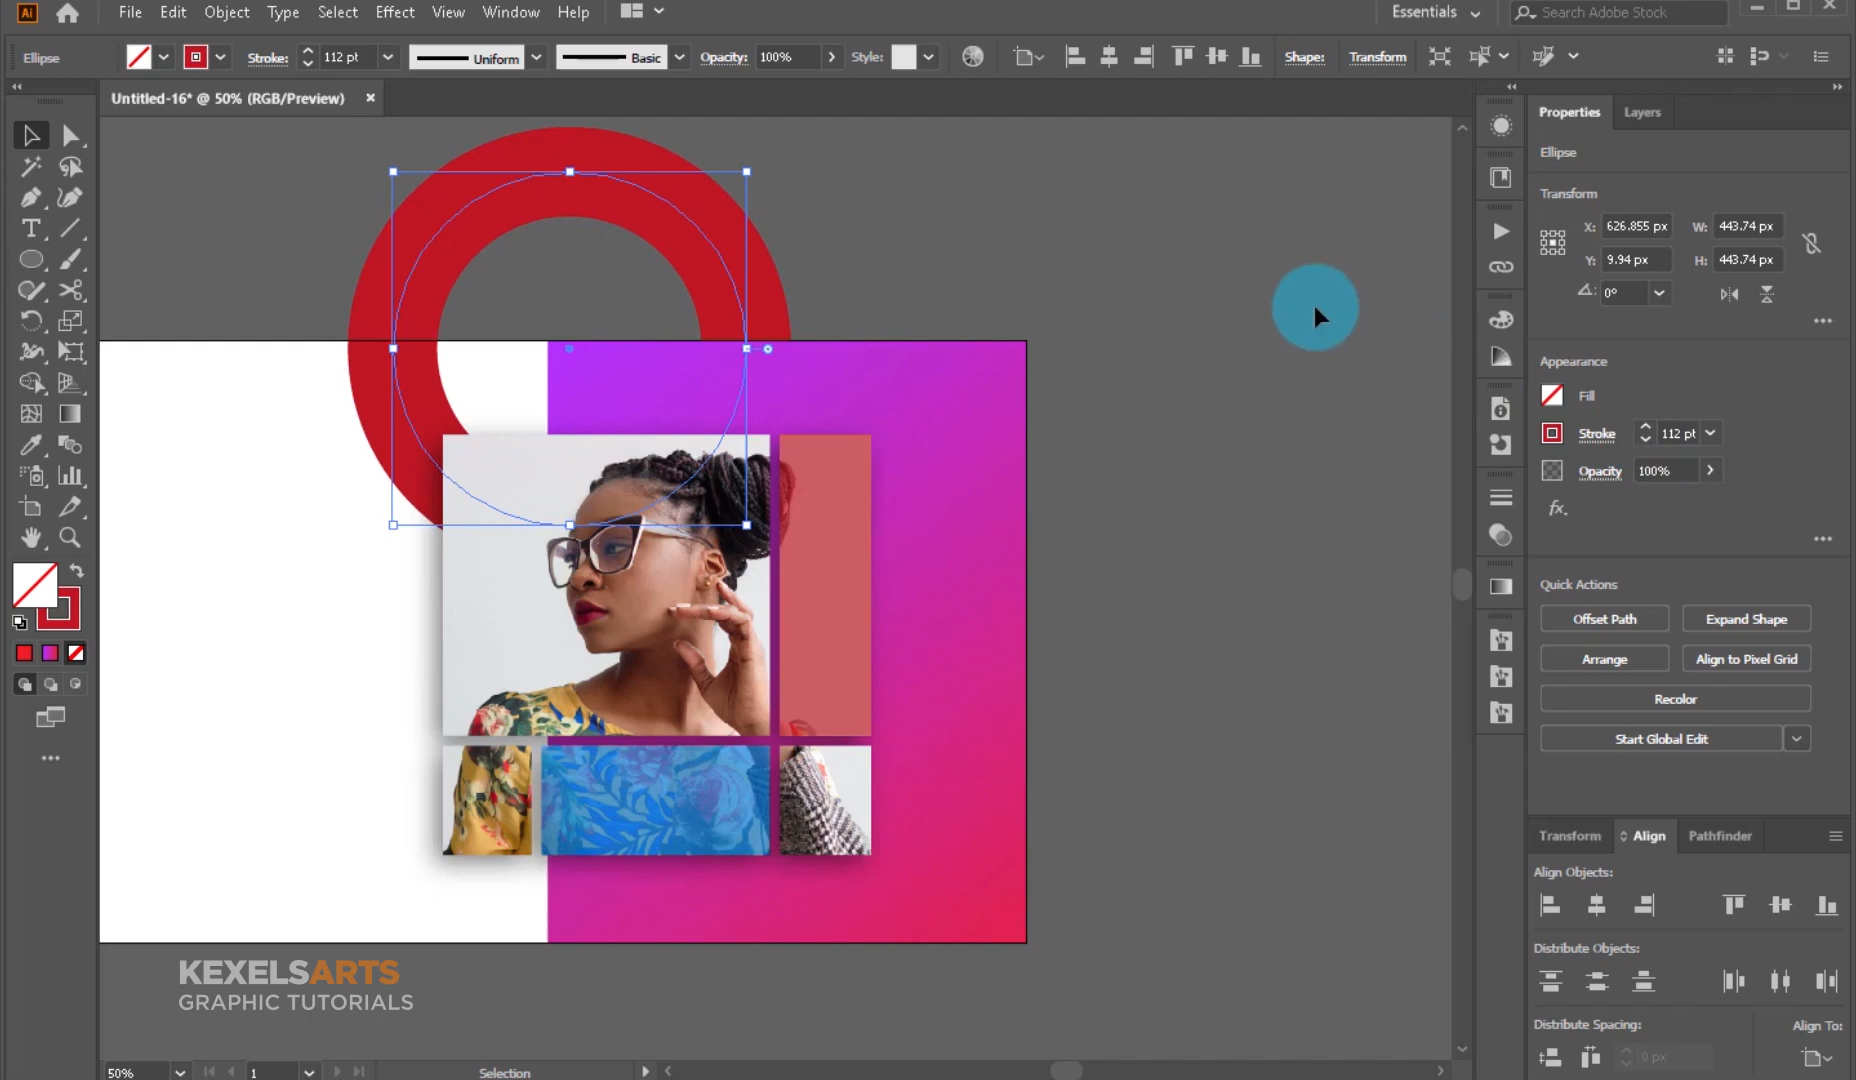 Ai File Edit Object Type Select Effect View Window Help Essentials Search Adobe Stock
Ellipse Stroke: 112 pt Uniform Basic Opacity: 100% Style: Shape: Transform
Untitled-16* @ 50% (RGB/Preview) ×
Properties Layers
Ellipse
Transform
X: 626.855 px W: 443.74 px
Y: 9.94 px H: 443.74 px
0°
Appearance
Fill
Stroke 112 pt
Opacity 100%
fx.
Quick Actions
Offset Path Expand Shape
Arrange Align to Pixel Grid
Recolor
Start Global Edit
Transform Align Pathfinder
Align Objects:
Distribute Objects:
Distribute Spacing: Align To:
0 px
KEXELSARTS
GRAPHIC TUTORIALS
50% 1 Selection